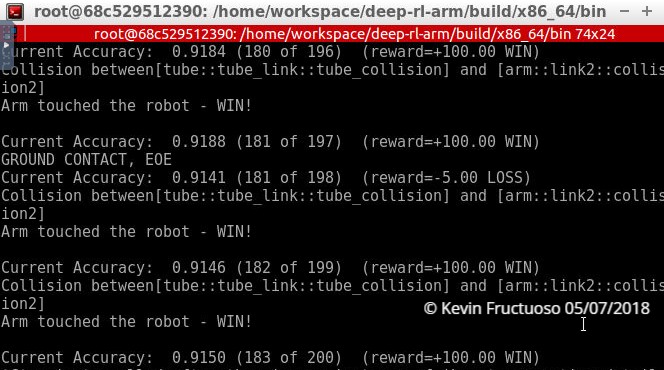 root@68c529512390: /home/workspace/deep-rl-arm/build/x86_64/bin
root@68c529512390: /home/workspace/deep-rl-arm/build/x86_64/bin 74x24
Current Accuracy:  0.9184 (180 of 196)  (reward=+100.00 WIN)
Collision between[tube::tube_link::tube_collision] and [arm::link2::collis
ion2]
Arm touched the robot - WIN!
Current Accuracy:  0.9188 (181 of 197)  (reward=+100.00 WIN)
GROUND CONTACT, EOE
Current Accuracy:  0.9141 (181 of 198)  (reward=-5.00 LOSS)
Collision between[tube::tube_link::tube_collision] and [arm::link2::collis
ion2]
Arm touched the robot - WIN!
Current Accuracy:  0.9146 (182 of 199)  (reward=+100.00 WIN)
Collision between[tube::tube_link::tube_collision] and [arm::link2::collis
ion2]
© Kevin Fructuoso 05/07/2018
Arm touched the robot - WIN!
Current Accuracy:  0.9150 (183 of 200)  (reward=+100.00 WIN)